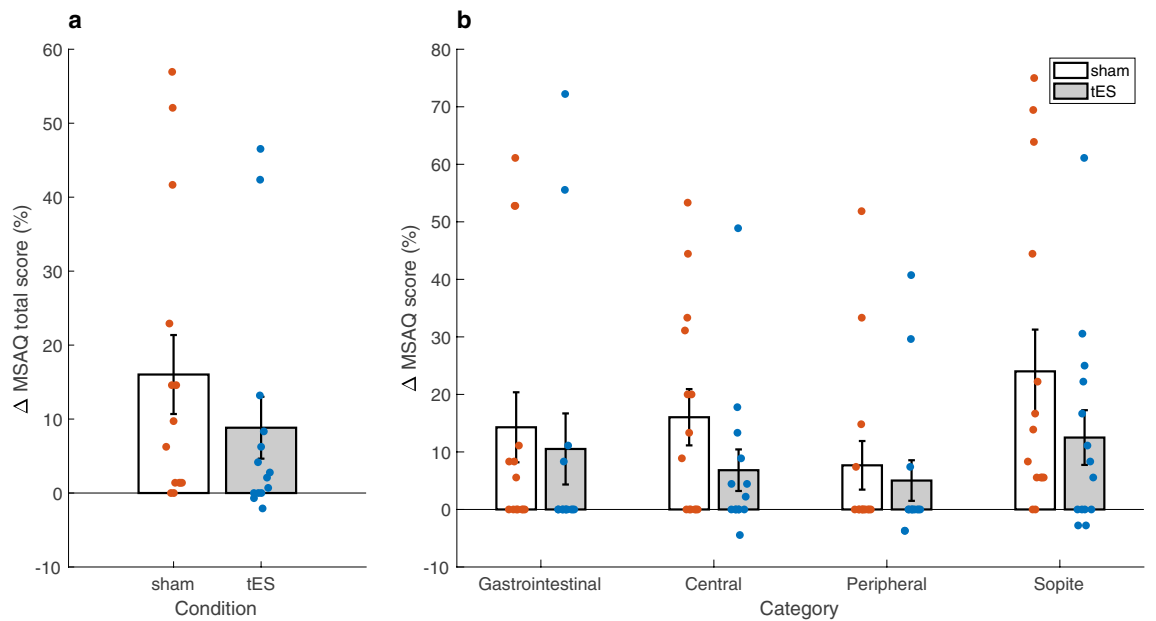 a
Δ MSAQ total score (%)
60
50
40
30
20
10
0
-10
sham tES
Condition
b
Δ MSAQ score (%)
80
70
60
50
40
30
20
10
0
-10
sham
tES
Gastrointestinal Central Peripheral Sopite
Category